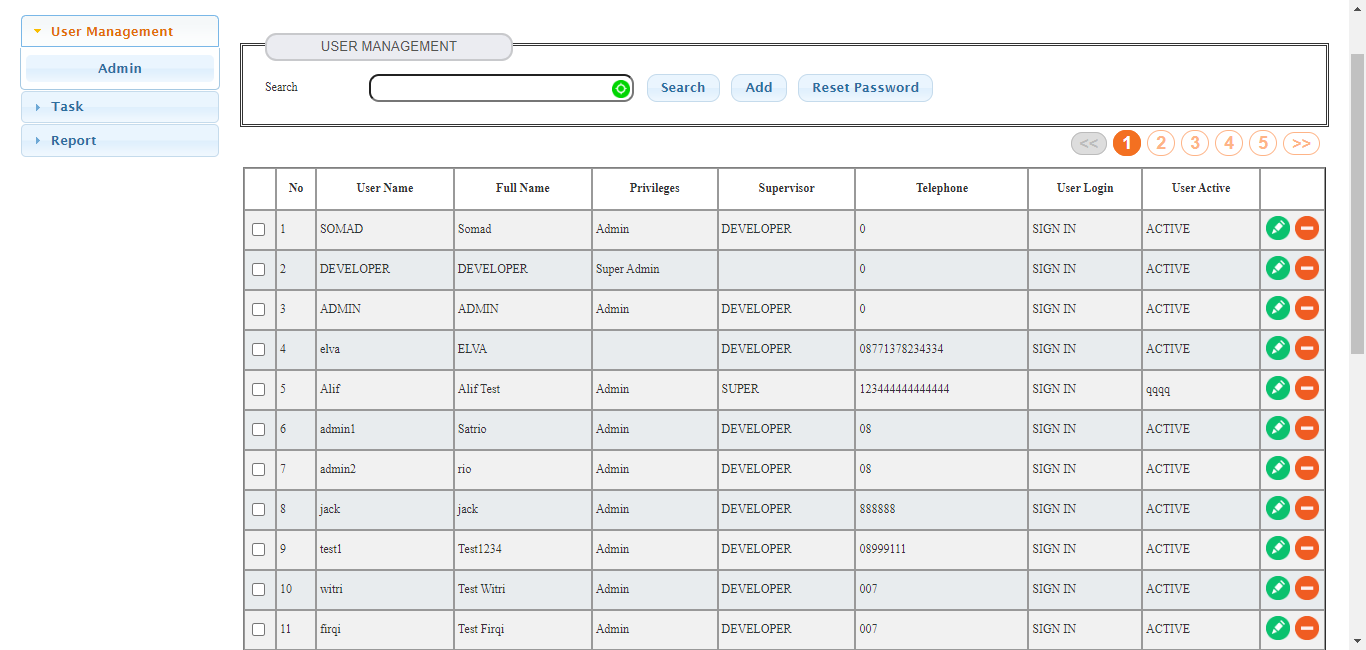 User Management
Admin
Task
Report
USER MANAGEMENT
Search Search Add Reset Password
<< 1 2 3 4 5 >>
No User Name Full Name Privileges Supervisor Telephone User Login User Active
1 SOMAD Somad Admin DEVELOPER 0 SIGN IN ACTIVE
2 DEVELOPER DEVELOPER Super Admin 0 SIGN IN ACTIVE
3 ADMIN ADMIN Admin DEVELOPER 0 SIGN IN ACTIVE
4 elva ELVA DEVELOPER 08771378234334 SIGN IN ACTIVE
5 Alif Alif Test Admin SUPER 123444444444444 SIGN IN qqqq
6 admin1 Satrio Admin DEVELOPER 08 SIGN IN ACTIVE
7 admin2 rio Admin DEVELOPER 08 SIGN IN ACTIVE
8 jack jack Admin DEVELOPER 888888 SIGN IN ACTIVE
9 test1 Test1234 Admin DEVELOPER 08999111 SIGN IN ACTIVE
10 witri Test Witri Admin DEVELOPER 007 SIGN IN ACTIVE
11 firqi Test Firqi Admin DEVELOPER 007 SIGN IN ACTIVE